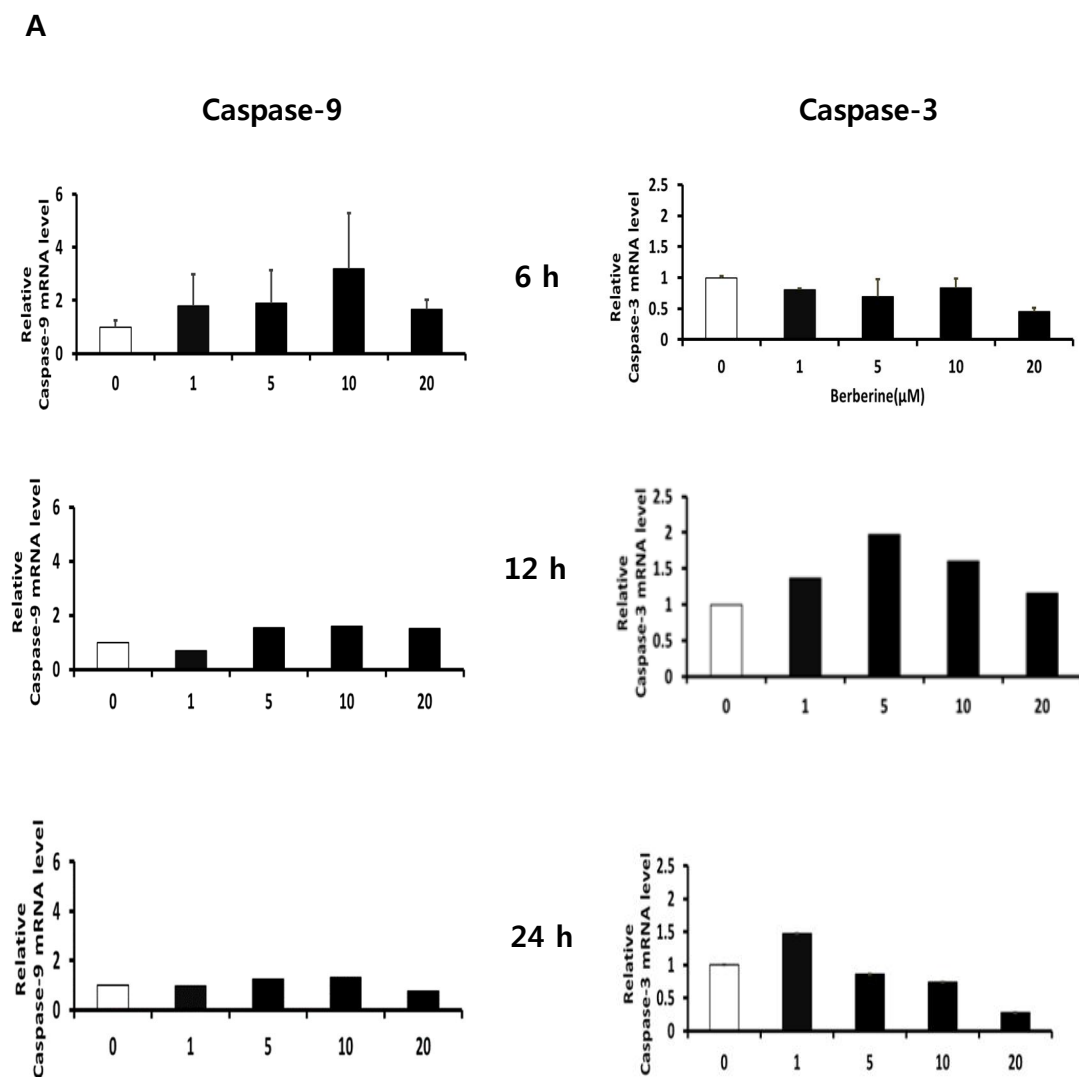 A
Caspase-9
Caspase-3
Relative
Caspase-9 mRNA level
6
4
2
0
0 1 5 10 20
6 h
Relative
Caspase-3 mRNA level
2.5
2
1.5
1
0.5
0
0 1 5 10 20
Berberine(μM)
Relative
Caspase-9 mRNA level
6
4
2
0
0 1 5 10 20
12 h
Relative
Caspase-3 mRNA level
2.5
2
1.5
1
0.5
0
0 1 5 10 20
Relative
Caspase-9 mRNA level
6
4
2
0
0 1 5 10 20
24 h
Relative
Caspase-3 mRNA level
2.5
2
1.5
1
0.5
0
0 1 5 10 20